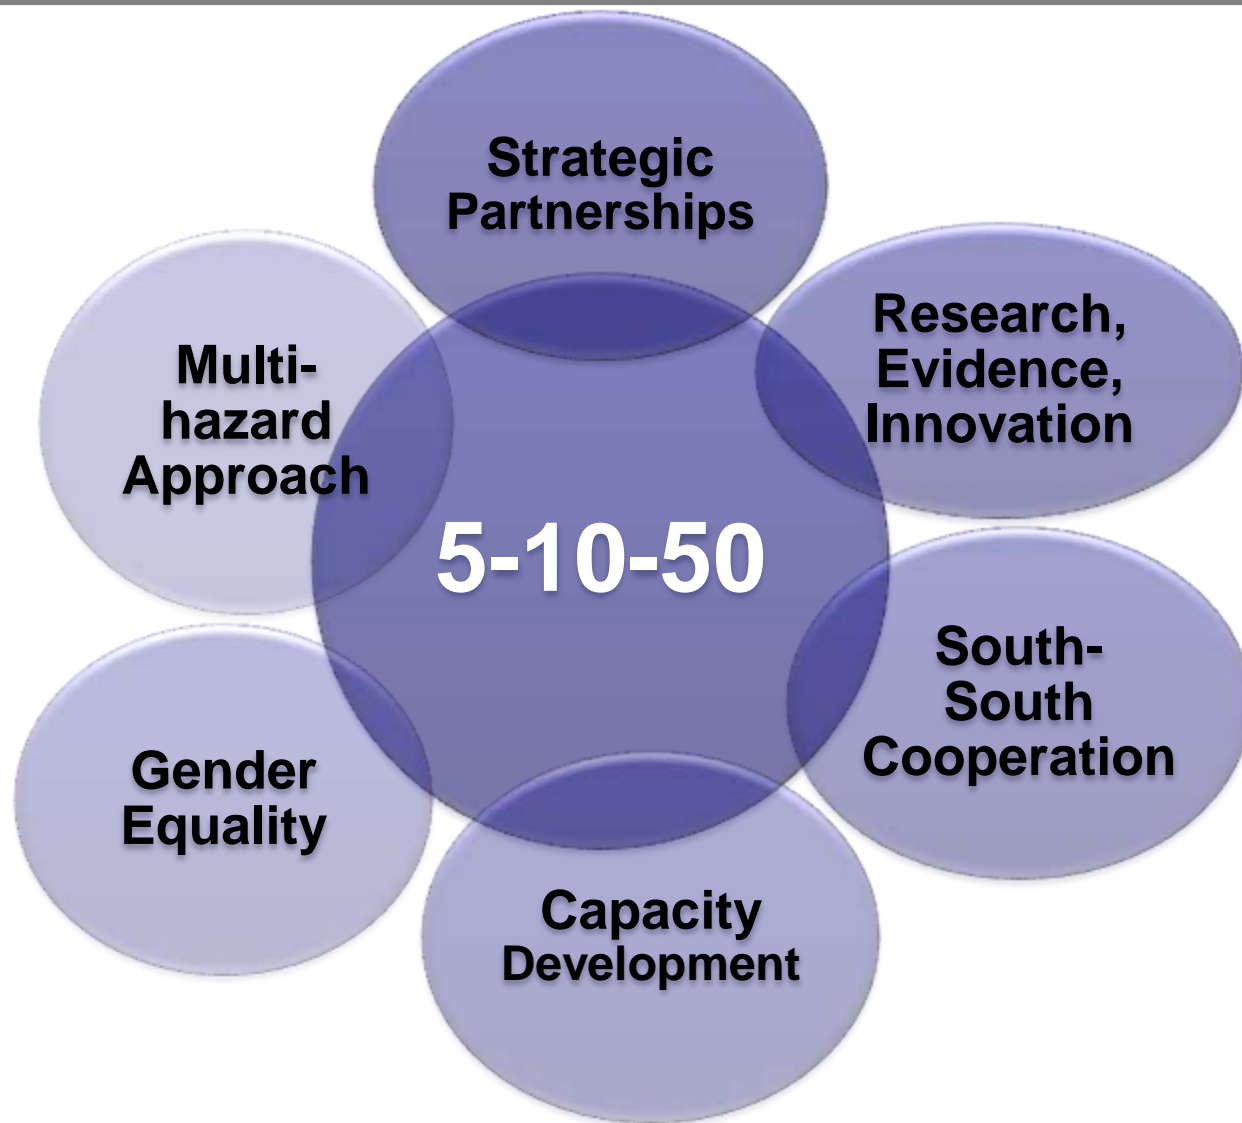 Strategic
Partnerships
Research,
Evidence,
Innovation
Multi-
hazard
Approach
5-10-50
South-
South
Cooperation
Gender
Equality
Capacity
Development